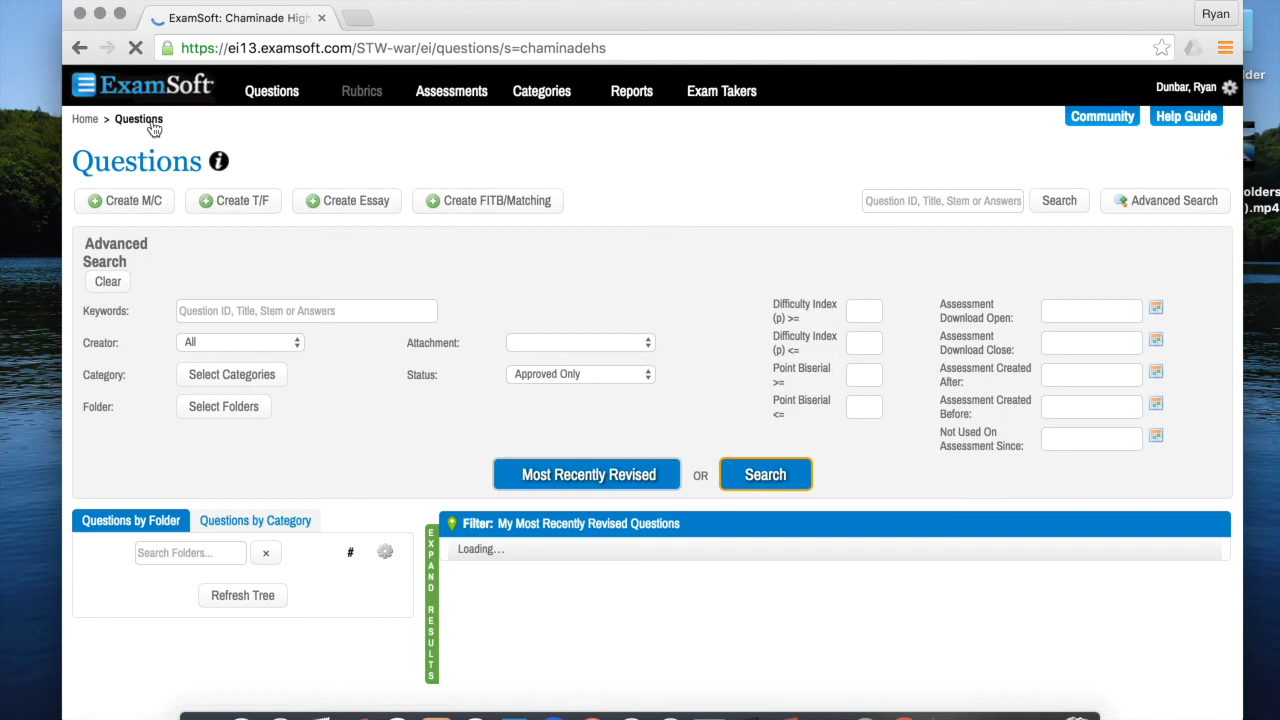 ExamSoft: Chaminade High
Ryan
https://ei13.examsoft.com/STW-war/ei/questions/s=chaminadehs
ExamSoft Questions Rubrics Assessments Categories Reports Exam Takers Dunbar, Ryan
Home > Questions Community Help Guide
Questions
Create M/C Create T/F Create Essay Create FITB/Matching Question ID, Title, Stem or Answers Search Advanced Search
Advanced
Search
Clear
Keywords: Question ID, Title, Stem or Answers
Creator: All Attachment:
Category: Select Categories Status: Approved Only
Folder: Select Folders
Difficulty Index
(p) >=
Difficulty Index
(p) <=
Point Biserial
>=
Point Biserial
<=
Assessment
Download Open:
Assessment
Download Close:
Assessment Created
After:
Assessment Created
Before:
Not Used On
Assessment Since:
Most Recently Revised OR Search
Questions by Folder Questions by Category
Search Folders... × #
Refresh Tree
EXPAND RESULTS
Filter: My Most Recently Revised Questions
Loading...
lder
olders
).mp4